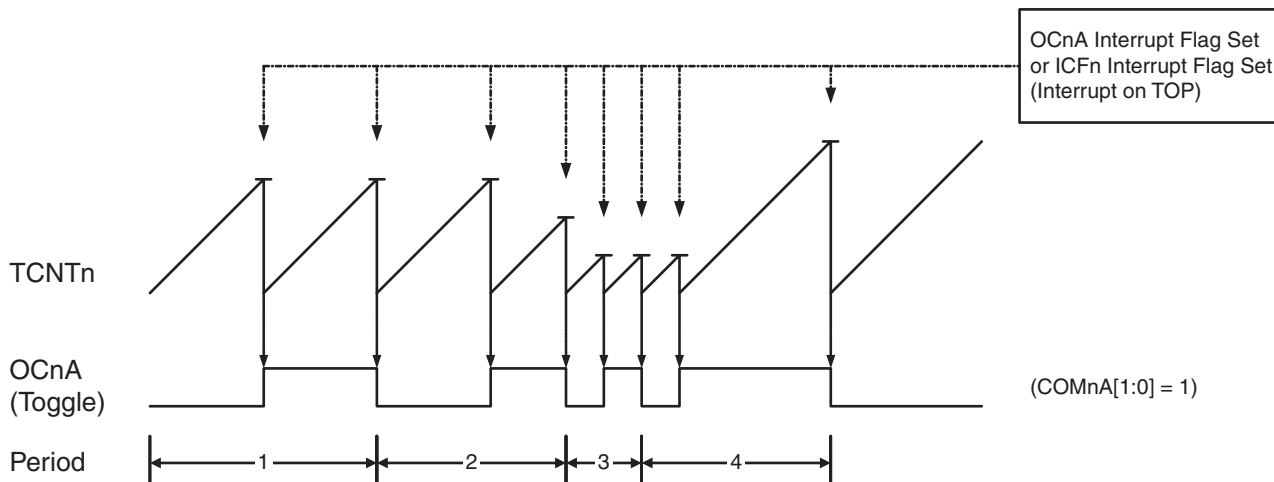 OCnA Interrupt Flag Set
or ICFn Interrupt Flag Set
(Interrupt on TOP)
TCNTn
OCnA
(Toggle)
(COMnA[1:0] = 1)
Period
1
2
3
4